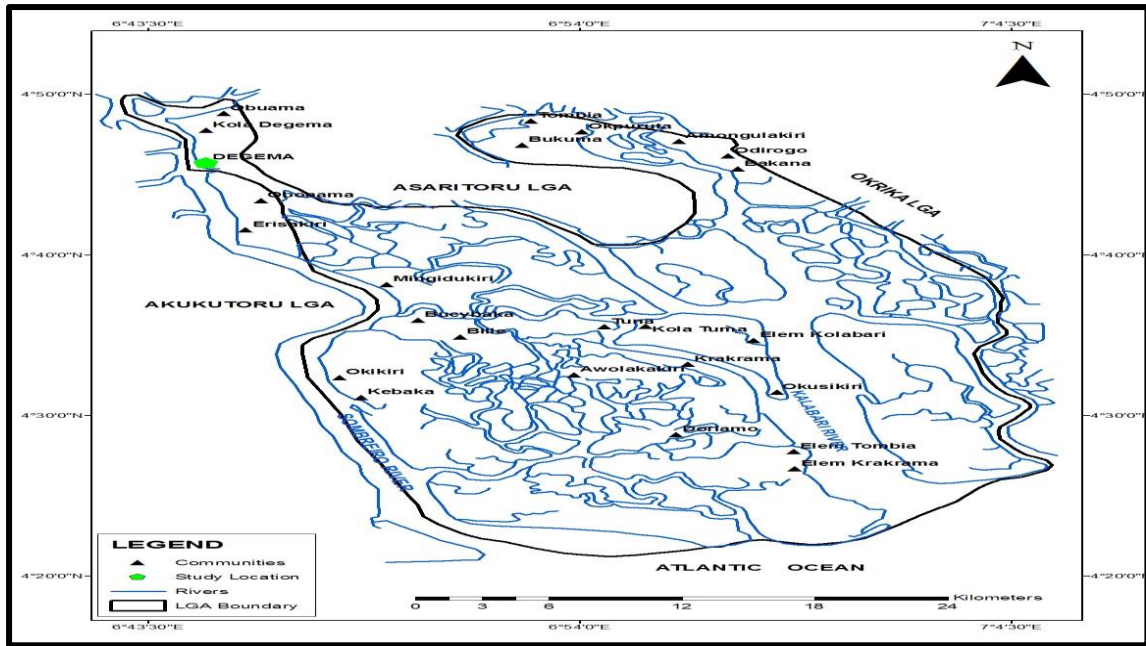 6°43'30"E 6°54'0"E 7°4'30"E
N
4°50'0"N 4°50'0"N
Obuama
Tombia
Kola Degema
Okpuruta
Bukuma
Amongulakiri
DEGEMA
Odirogo
Bakana
ASARITORU LGA
OKRIKA LGA
Obonama
Erisakiri
4°40'0"N 4°40'0"N
Mingidukiri
AKUKUTORU LGA
Bueybaka
Tuna
Kola Tuma
Elem Kolabari
Bille
Krakrama
Awolakakiri
Okikiri
Okusikiri
Kebaka
4°30'0"N 4°30'0"N
SOMBREIRO RIVER
KALABARI RIVER
Elem Tombia
Elem Krakrama
LEGEND
Communities
Study Location
Rivers
LGA Boundary
4°20'0"N 4°20'0"N
ATLANTIC OCEAN
Kilometers
0 3 6 12 18 24
6°43'30"E 6°54'0"E 7°4'30"E